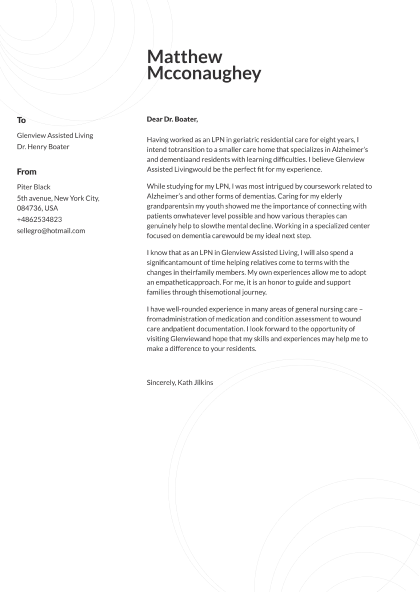 Matthew
Mcconaughey
To
Glenview Assisted Living
Dr. Henry Boater
From
Piter Black
5th avenue, New York City,
084736, USA
+4862534823
sellegro@hotmail.com
Dear Dr. Boater,
Having worked as an LPN in geriatric residential care for eight years, I
intend totransition to a smaller care home that specializes in Alzheimer's
and dementiaand residents with learning difficulties. I believe Glenview
Assisted Livingwould be the perfect fit for my experience.
While studying for my LPN, I was most intrigued by coursework related to
Alzheimer's and other forms of dementias. Caring for my elderly
grandparentsin my youth showed me the importance of connecting with
patients onwhatever level possible and how various therapies can
genuinely help to slowthe mental decline. Working in a specialized center
focused on dementia carewould be my ideal next step.
I know that as an LPN in Glenview Assisted Living, I will also spend a
significantamount of time helping relatives come to terms with the
changes in theirfamily members. My own experiences allow me to adopt
an empatheticapproach. For me, it is an honor to guide and support
families through thisemotional journey.
I have well-rounded experience in many areas of general nursing care –
fromadministration of medication and condition assessment to wound
care andpatient documentation. I look forward to the opportunity of
visiting Glenviewand hope that my skills and experiences may help me to
make a difference to your residents.
Sincerely, Kath Jilkins